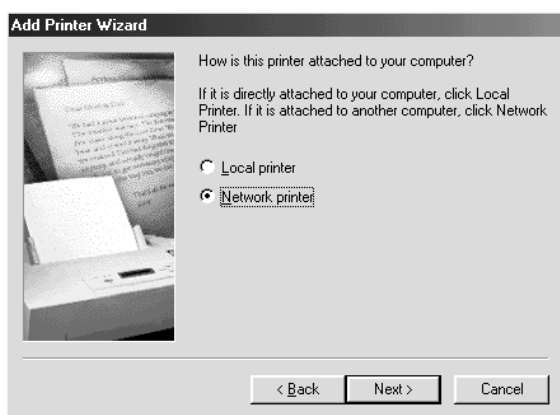 Add Printer Wizard
How is this printer attached to your computer?
If it is directly attached to your computer, click Local
Printer. If it is attached to another computer, click Network
Printer
Local printer
Network printer
< Back
Next >
Cancel